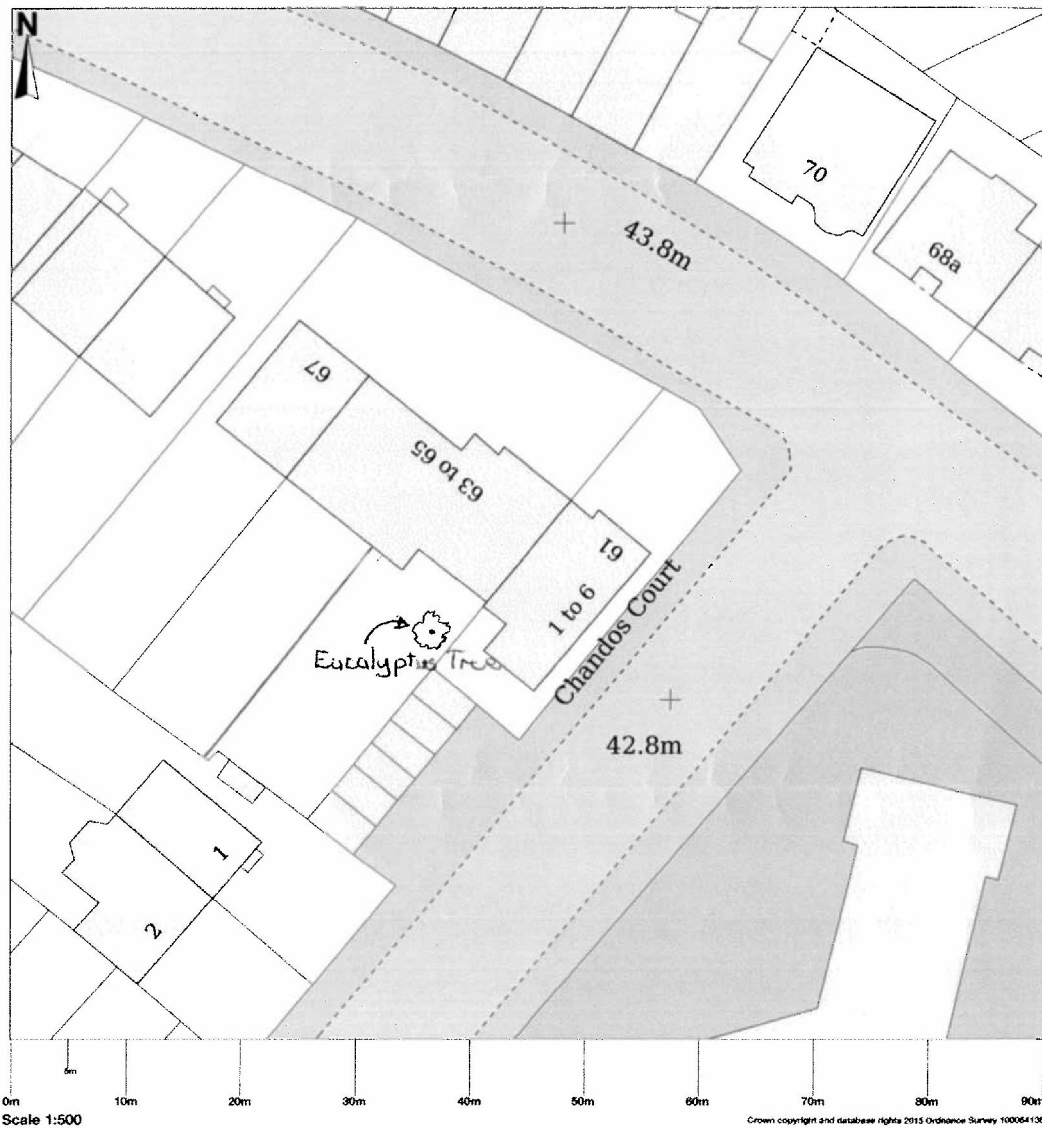 N
70
43.8m
68a
67
63 to 65
61
1 to 6
Chandos Court
Eucalyptus Tree
42.8m
1
2
5m
0m 10m 20m 30m 40m 50m 60m 70m 80m 90m
Scale 1:500
Crown copyright and database rights 2015 Ordnance Survey 100064136